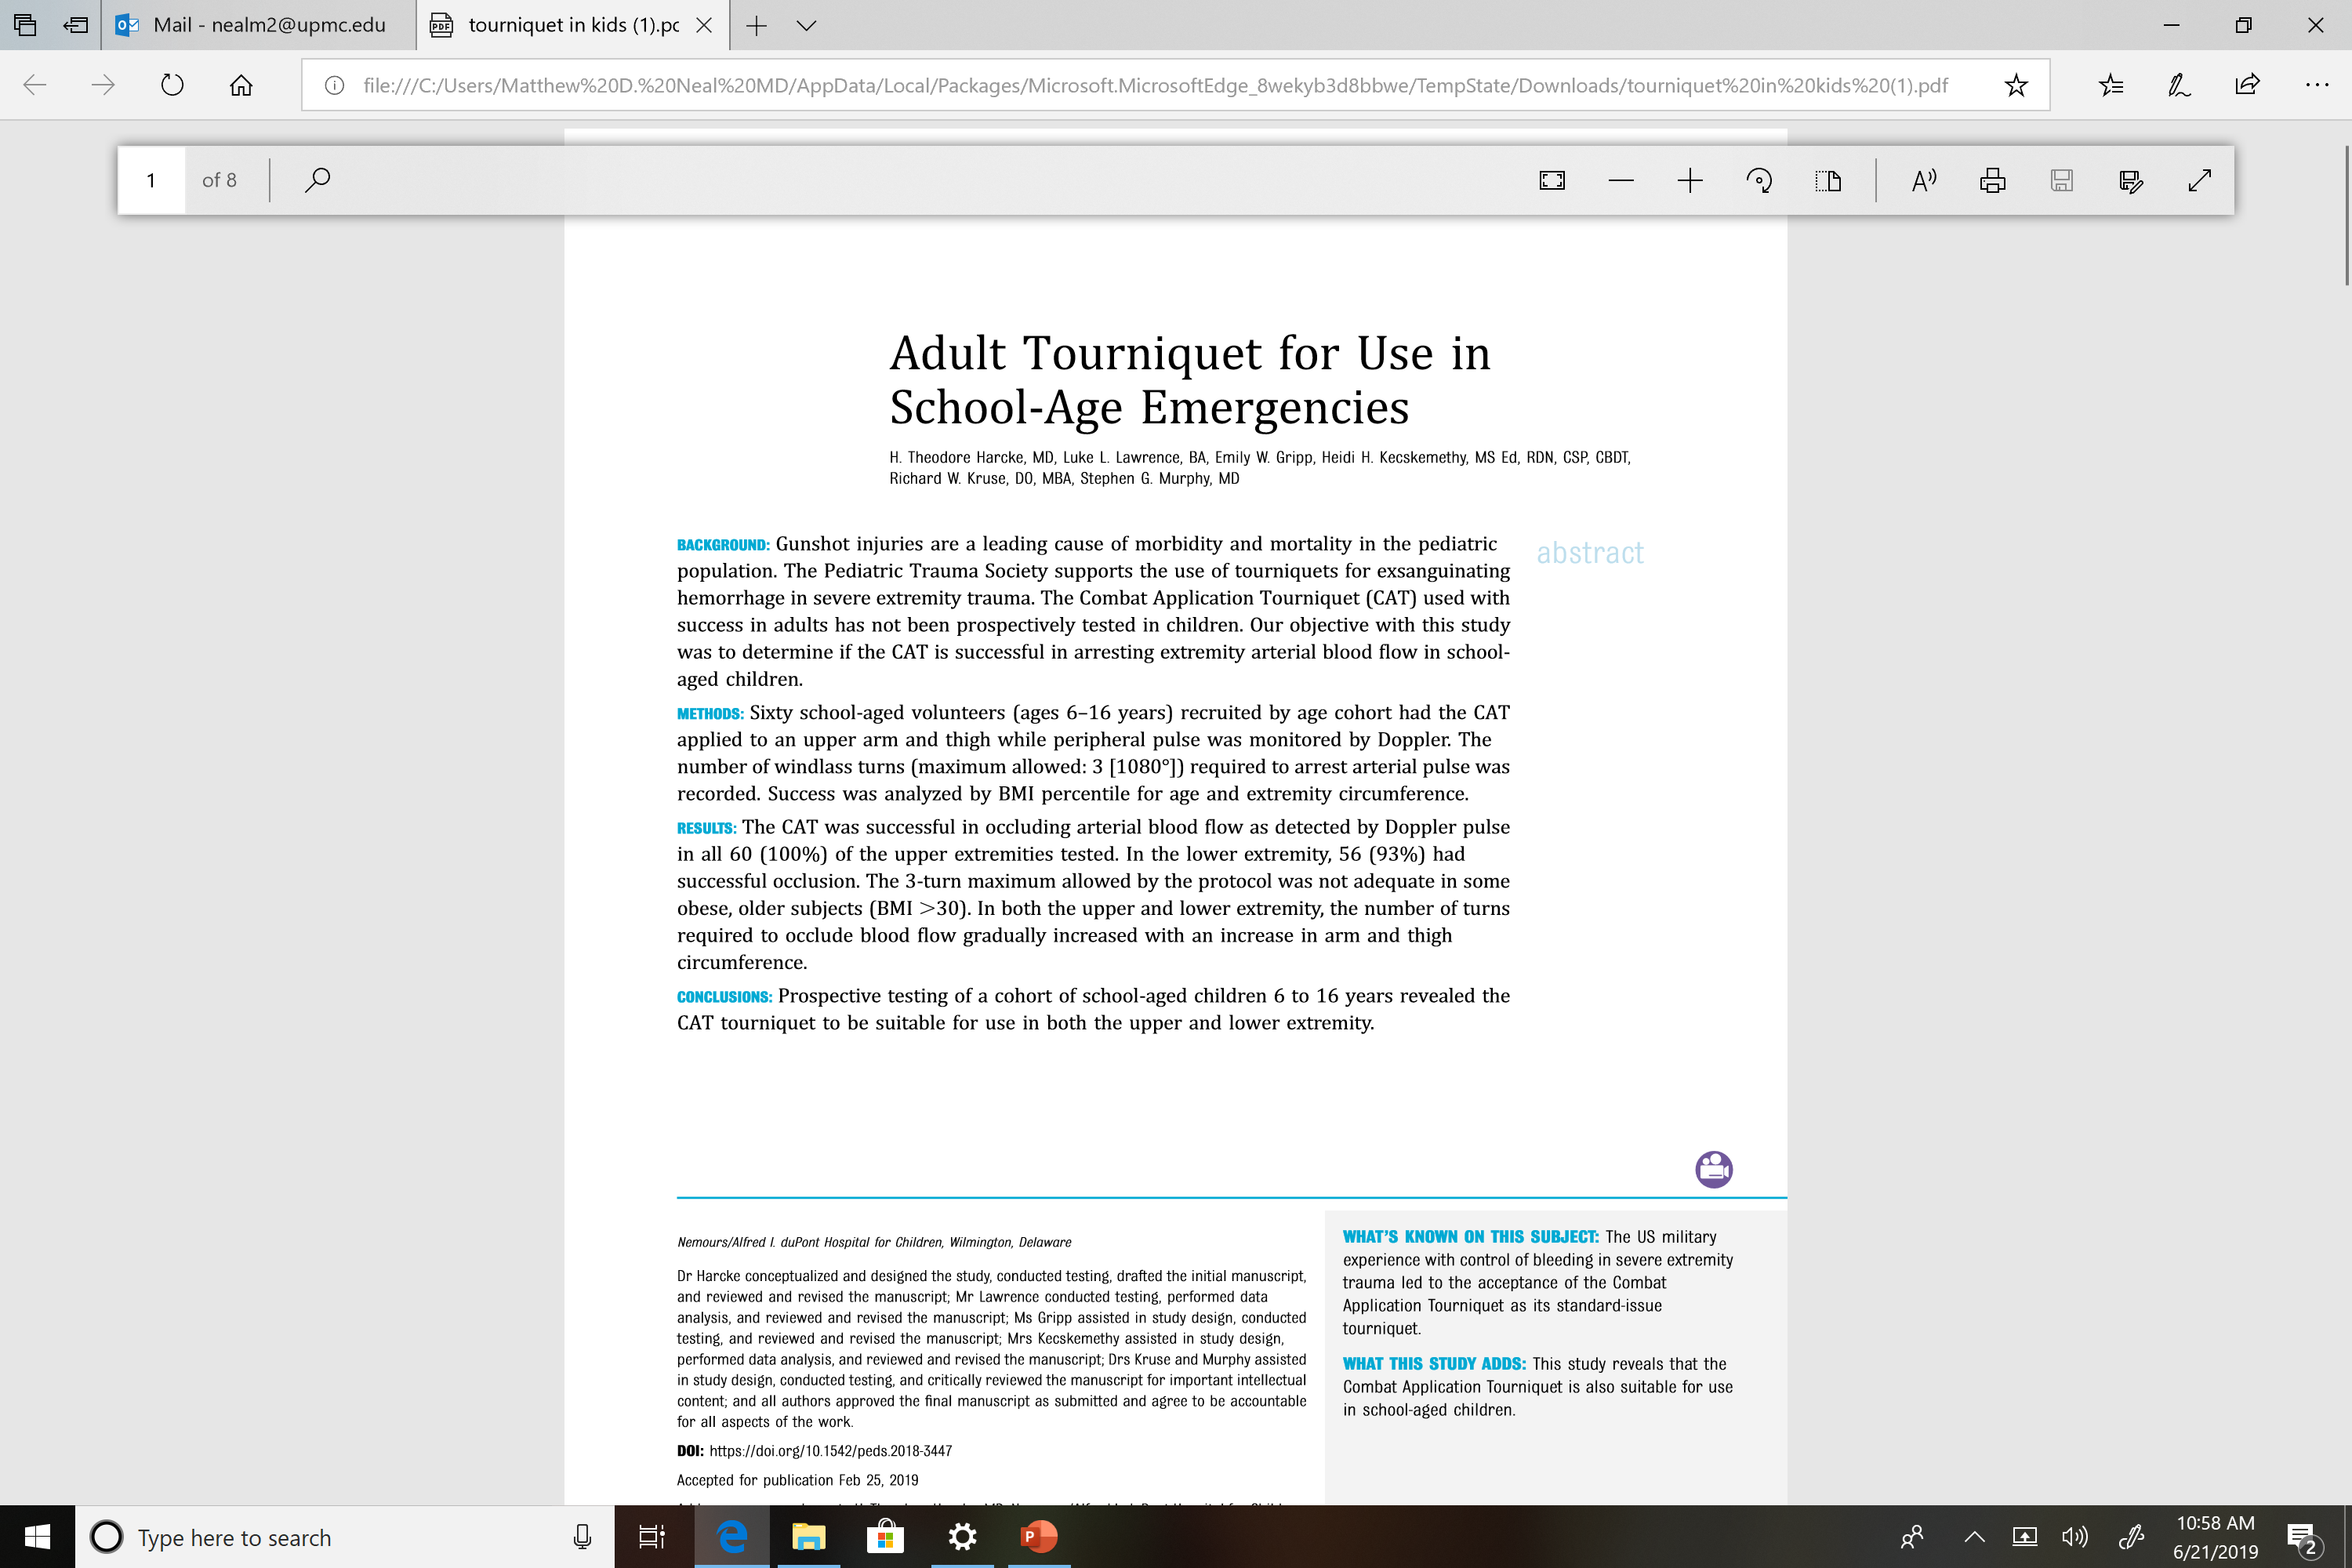 Mail - nealm2@upmc.edu
tourniquet in kids (1).pc
file:///C:/Users/Matthew%20D.%20Neal%20MD/AppData/Local/Packages/Microsoft.MicrosoftEdge_8wekyb3d8bbwe/TempState/Downloads/tourniquet%20in%20kids%20(1).pdf
1 of 8
Adult Tourniquet for Use in
School-Age Emergencies
H. Theodore Harcke, MD, Luke L. Lawrence, BA, Emily W. Gripp, Heidi H. Kecskemethy, MS Ed, RDN, CSP, CBDT,
Richard W. Kruse, DO, MBA, Stephen G. Murphy, MD
abstract
BACKGROUND: Gunshot injuries are a leading cause of morbidity and mortality in the pediatric
population. The Pediatric Trauma Society supports the use of tourniquets for exsanguinating
hemorrhage in severe extremity trauma. The Combat Application Tourniquet (CAT) used with
success in adults has not been prospectively tested in children. Our objective with this study
was to determine if the CAT is successful in arresting extremity arterial blood flow in school-
aged children.
METHODS: Sixty school-aged volunteers (ages 6–16 years) recruited by age cohort had the CAT
applied to an upper arm and thigh while peripheral pulse was monitored by Doppler. The
number of windlass turns (maximum allowed: 3 [1080°]) required to arrest arterial pulse was
recorded. Success was analyzed by BMI percentile for age and extremity circumference.
RESULTS: The CAT was successful in occluding arterial blood flow as detected by Doppler pulse
in all 60 (100%) of the upper extremities tested. In the lower extremity, 56 (93%) had
successful occlusion. The 3-turn maximum allowed by the protocol was not adequate in some
obese, older subjects (BMI >30). In both the upper and lower extremity, the number of turns
required to occlude blood flow gradually increased with an increase in arm and thigh
circumference.
CONCLUSIONS: Prospective testing of a cohort of school-aged children 6 to 16 years revealed the
CAT tourniquet to be suitable for use in both the upper and lower extremity.
Nemours/Alfred I. duPont Hospital for Children, Wilmington, Delaware
Dr Harcke conceptualized and designed the study, conducted testing, drafted the initial manuscript,
and reviewed and revised the manuscript; Mr Lawrence conducted testing, performed data
analysis, and reviewed and revised the manuscript; Ms Gripp assisted in study design, conducted
testing, and reviewed and revised the manuscript; Mrs Kecskemethy assisted in study design,
performed data analysis, and reviewed and revised the manuscript; Drs Kruse and Murphy assisted
in study design, conducted testing, and critically reviewed the manuscript for important intellectual
content; and all authors approved the final manuscript as submitted and agree to be accountable
for all aspects of the work.
DOI: https://doi.org/10.1542/peds.2018-3447
Accepted for publication Feb 25, 2019
WHAT'S KNOWN ON THIS SUBJECT: The US military
experience with control of bleeding in severe extremity
trauma led to the acceptance of the Combat
Application Tourniquet as its standard-issue
tourniquet.
WHAT THIS STUDY ADDS: This study reveals that the
Combat Application Tourniquet is also suitable for use
in school-aged children.
Type here to search
10:58 AM
6/21/2019
2